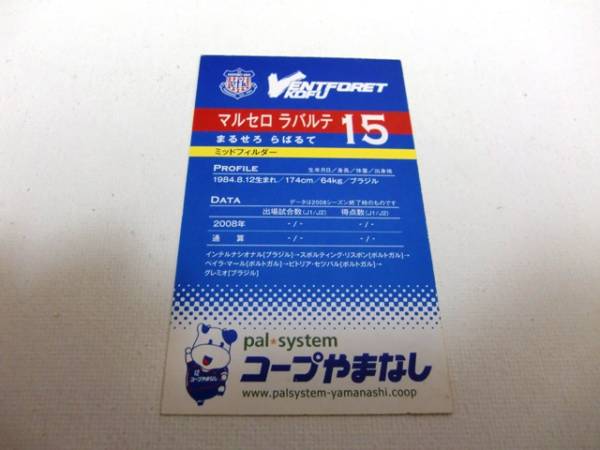 VENTFORET
KOFU
マルセロ ラバルテ 15
まるせろ らばるて
ミッドフィルダー
PROFILE 生年月日/身長/体重/出身地
1984.8.12生まれ/174cm/64kg/ブラジル
DATA データは2008シーズン終了時のものです
出場試合数(J1/J2) 得点数(J1/J2)
2008年 -/- -/-
通算 -/- -/-
インテルナシオナル[ブラジル]→スポルティング・リスボン[ポルトガル]→
ベイラ・マール[ポルトガル]→ビトリア・セツバル[ポルトガル]→
グレミオ[ブラジル]
pal*system
コープやまなし
コープやまなし
www.palsystem-yamanashi.coop